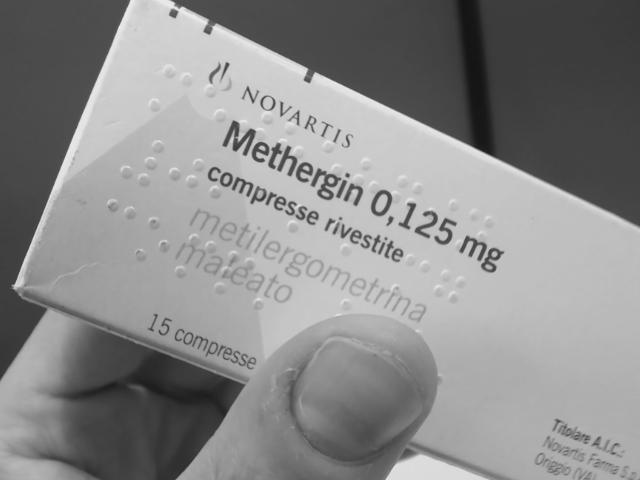 NOVARTIS
Methergin 0,125 mg
compresse rivestite
metilergometrina
maleato
15 compresse
Titolare A.I.C.:
Novartis Farma S.p.
Origgio (VA)